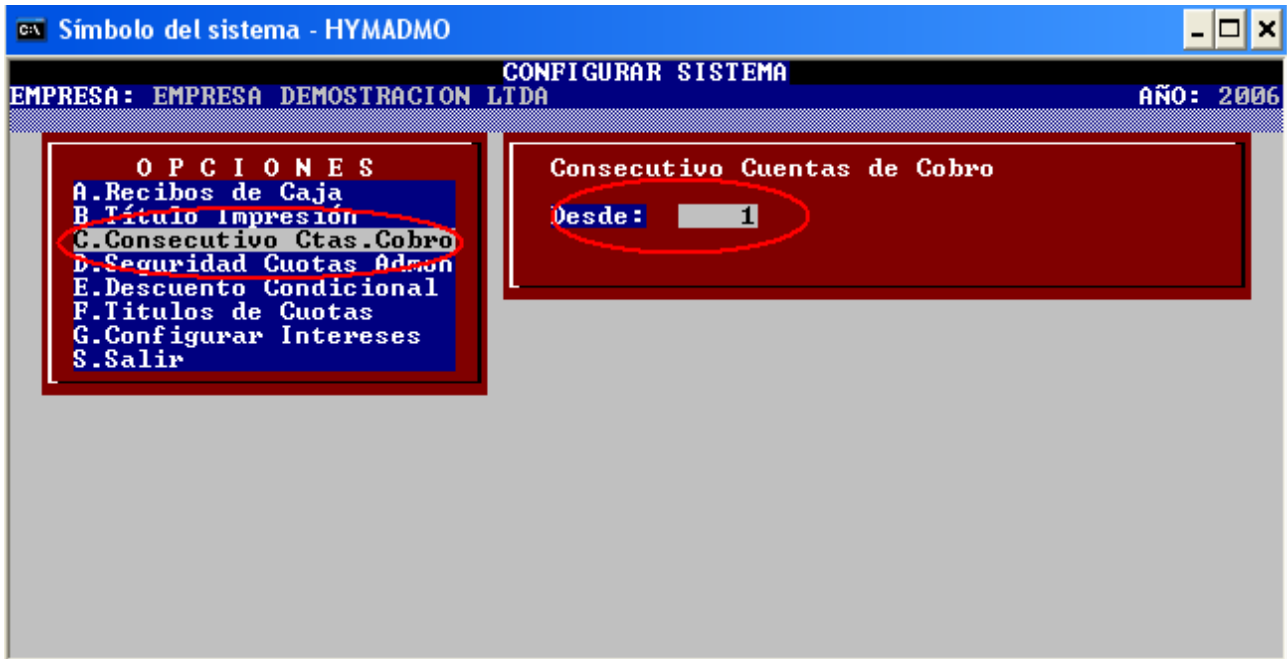 Símbolo del sistema - HYMADMO
CONFIGURAR SISTEMA
EMPRESA: EMPRESA DEMOSTRACION LTDA AÑO: 2006
O P C I O N E S
A.Recibos de Caja
B.Título Impresión
C.Consecutivo Ctas.Cobro
D.Seguridad Cuotas Admon
E.Descuento Condicional
F.Titulos de Cuotas
G.Configurar Intereses
S.Salir
Consecutivo Cuentas de Cobro
Desde: 1